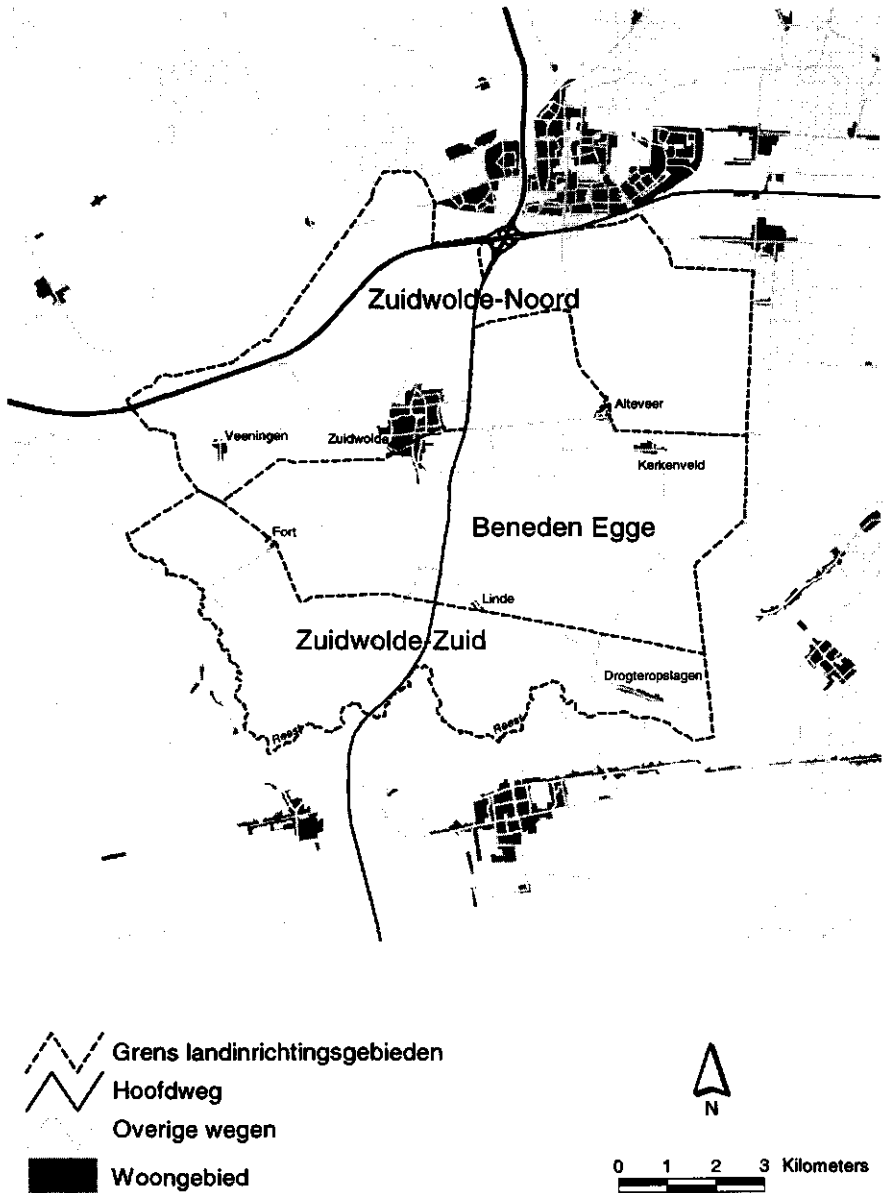 Zuidwolde-Noord
Alteveer
Veeningen
Zuidwolde
Kerkenveld
Beneden Egge
Fort
Linde
Zuidwolde-Zuid
Drogteropslagen
Reest
Reest
Grens landinrichtingsgebieden
Hoofdweg
N
Overige wegen
0 1 2 3 Kilometers
Woongebied